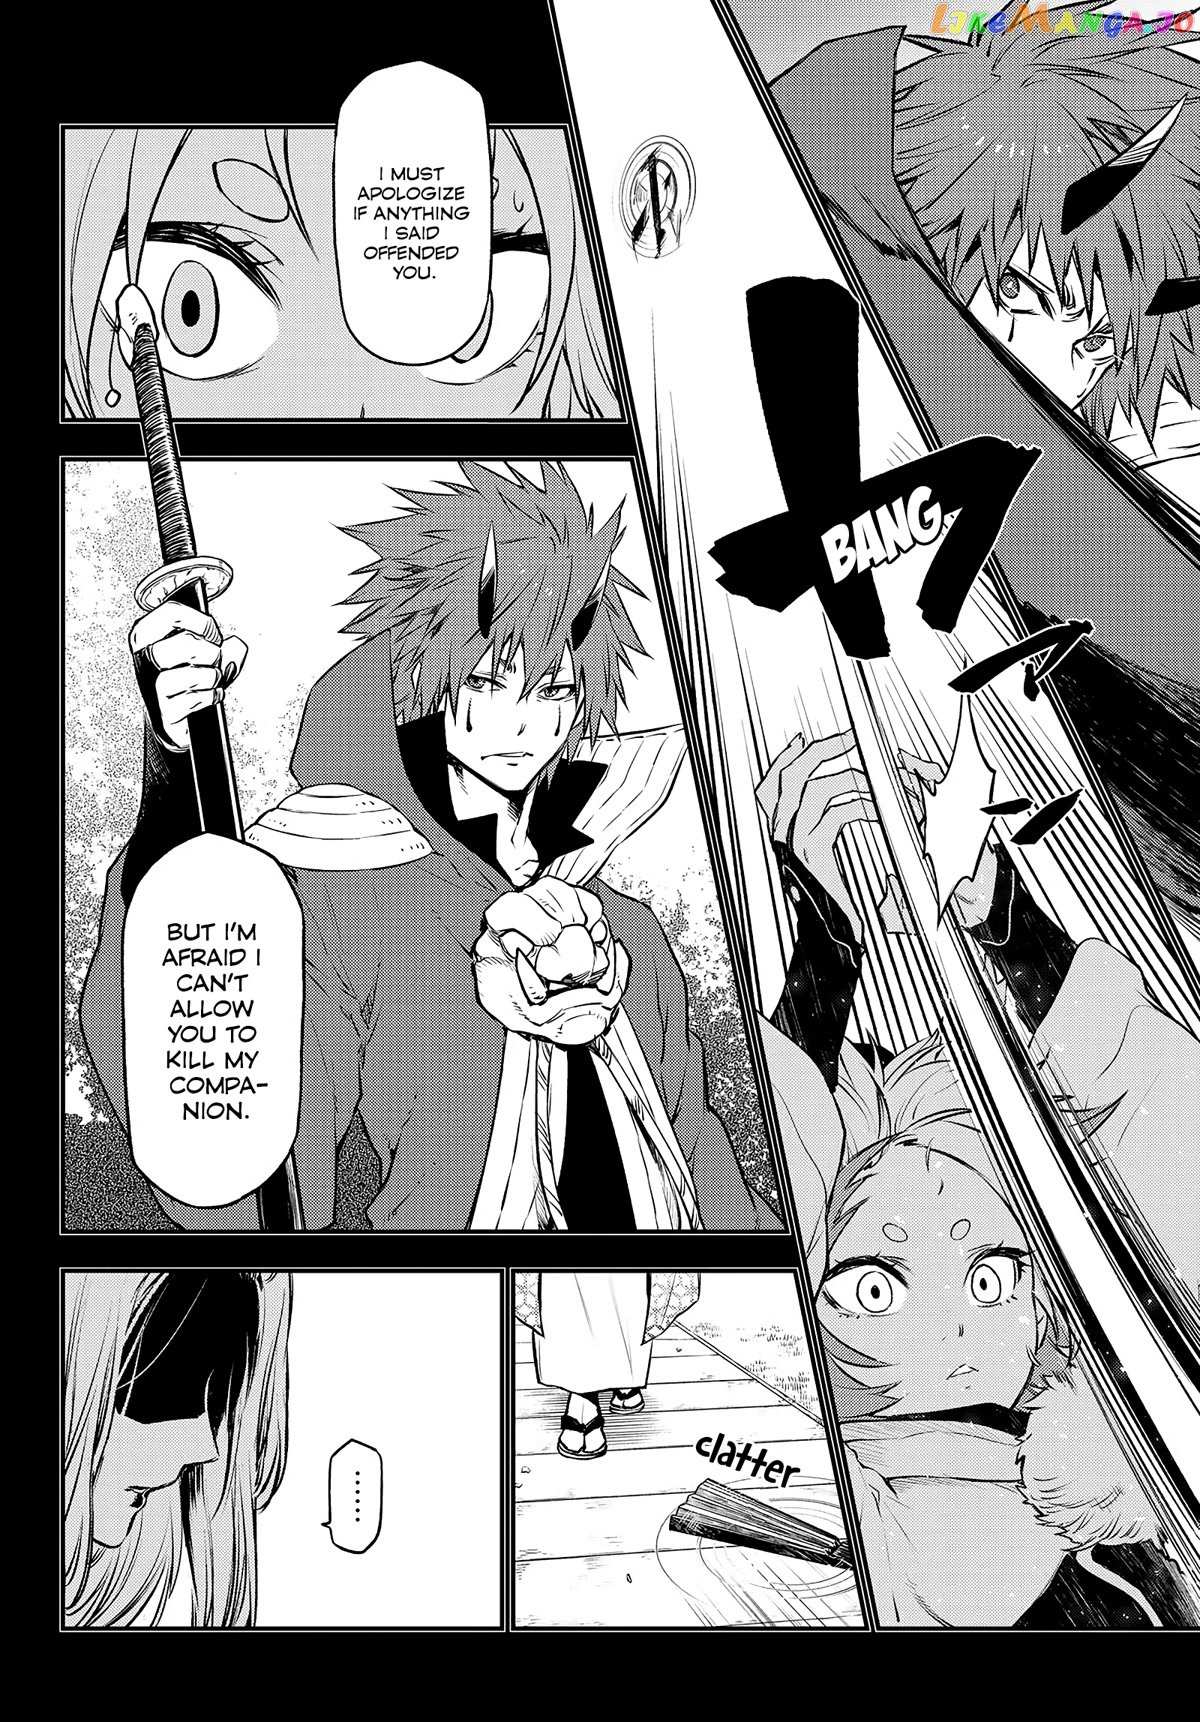 LIKEMANGA.IO
BANG
I MUST
APOLOGIZE
IF ANYTHING
I SAID
OFFENDED
YOU.
BUT I'M
AFRAID I
CAN'T
ALLOW
YOU TO
KILL MY
COMPA-
NION.
clatter
.......